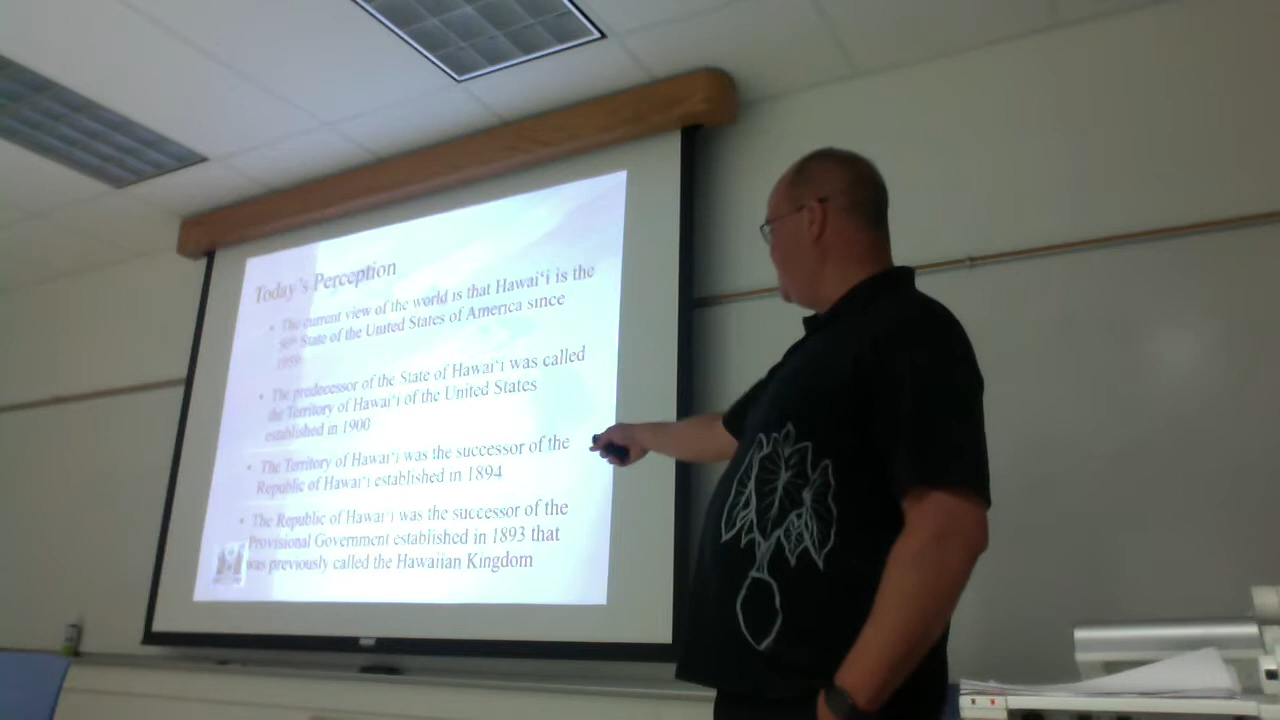 Today's Perception
• The current view of the world is that Hawai‘i is the
50th State of the United States of America since
1959
• The predecessor of the State of Hawai‘i was called
the Territory of Hawai‘i of the United States
established in 1900
• The Territory of Hawai‘i was the successor of the
Republic of Hawai‘i established in 1894
• The Republic of Hawai‘i was the successor of the
Provisional Government established in 1893 that
was previously called the Hawaiian Kingdom